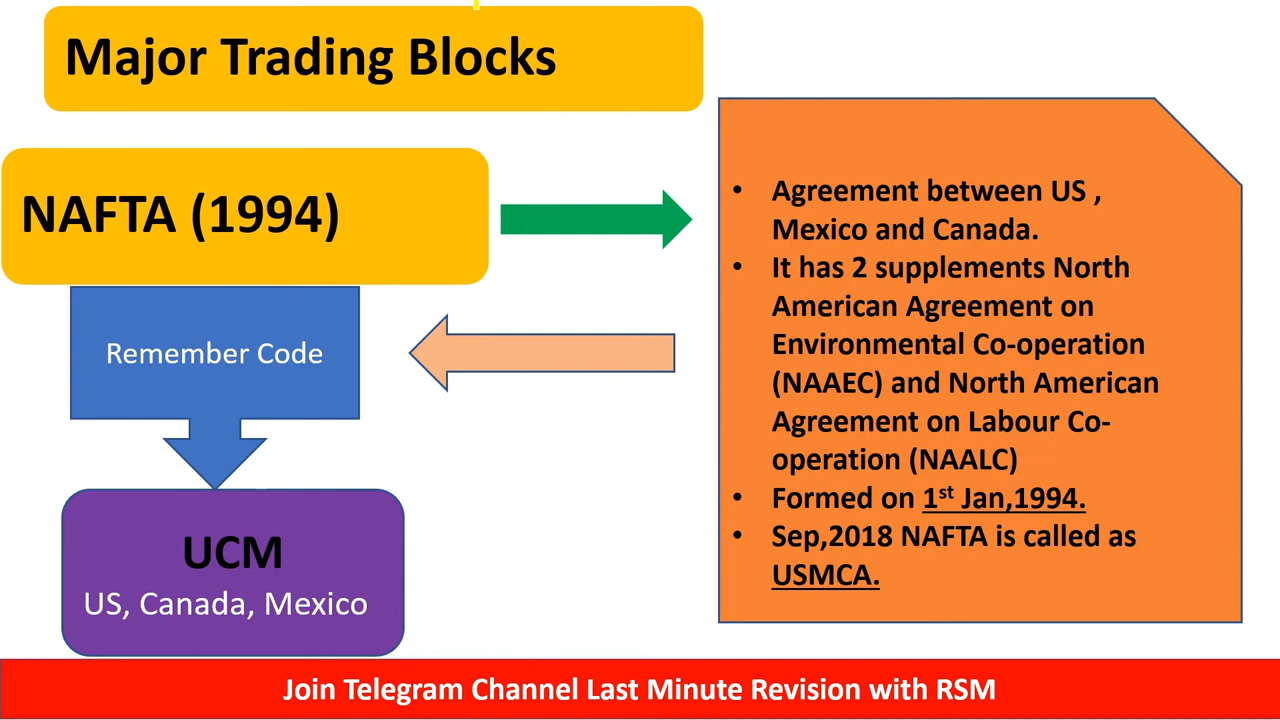 Major Trading Blocks
NAFTA (1994)
Remember Code
UCM
US, Canada, Mexico
• Agreement between US ,
Mexico and Canada.
• It has 2 supplements North
American Agreement on
Environmental Co-operation
(NAAEC) and North American
Agreement on Labour Co-
operation (NAALC)
• Formed on 1st Jan,1994.
• Sep,2018 NAFTA is called as
USMCA.
Join Telegram Channel Last Minute Revision with RSM